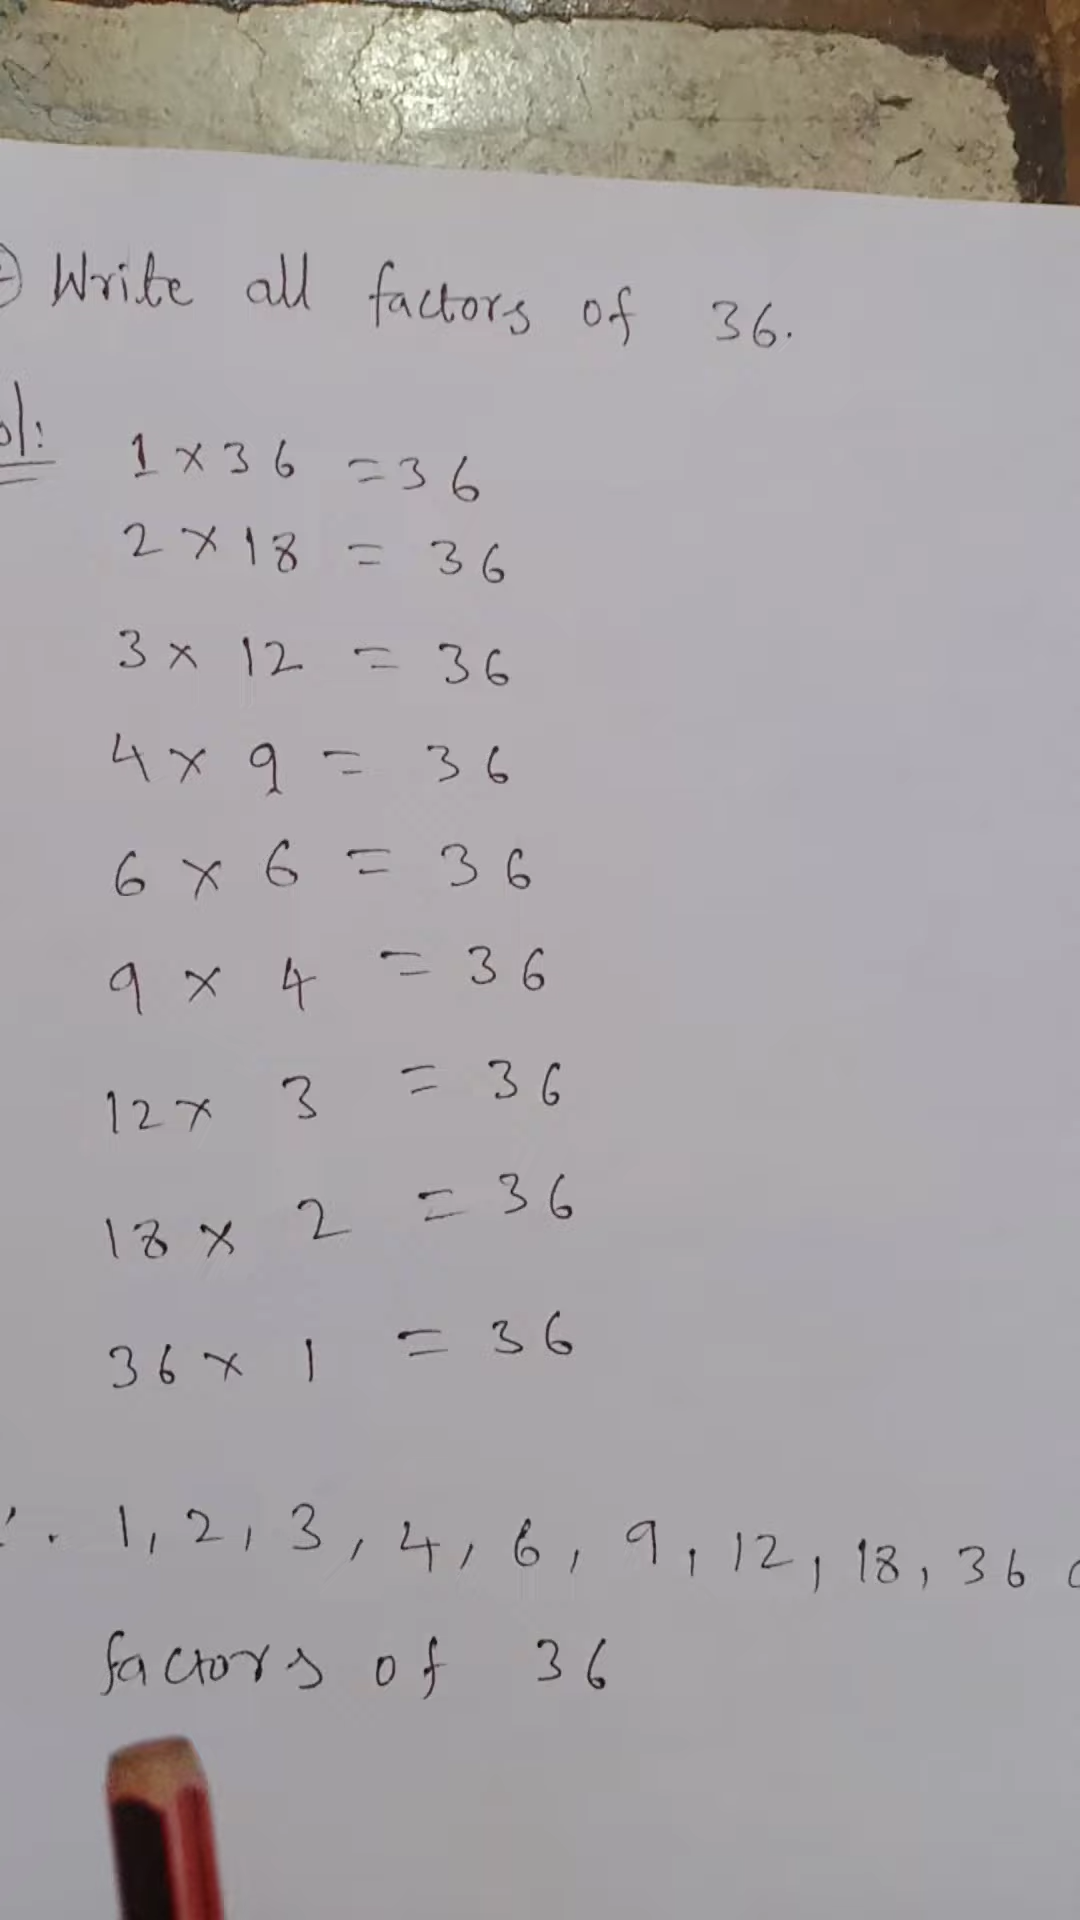 Write all factors of 36.
1 × 36 = 36
2 × 18 = 36
3 × 12 = 36
4 × 9 = 36
6 × 6 = 36
9 × 4 = 36
12 × 3 = 36
18 × 2 = 36
36 × 1 = 36
∴ 1, 2, 3, 4, 6, 9, 12, 18, 36
factors of 36